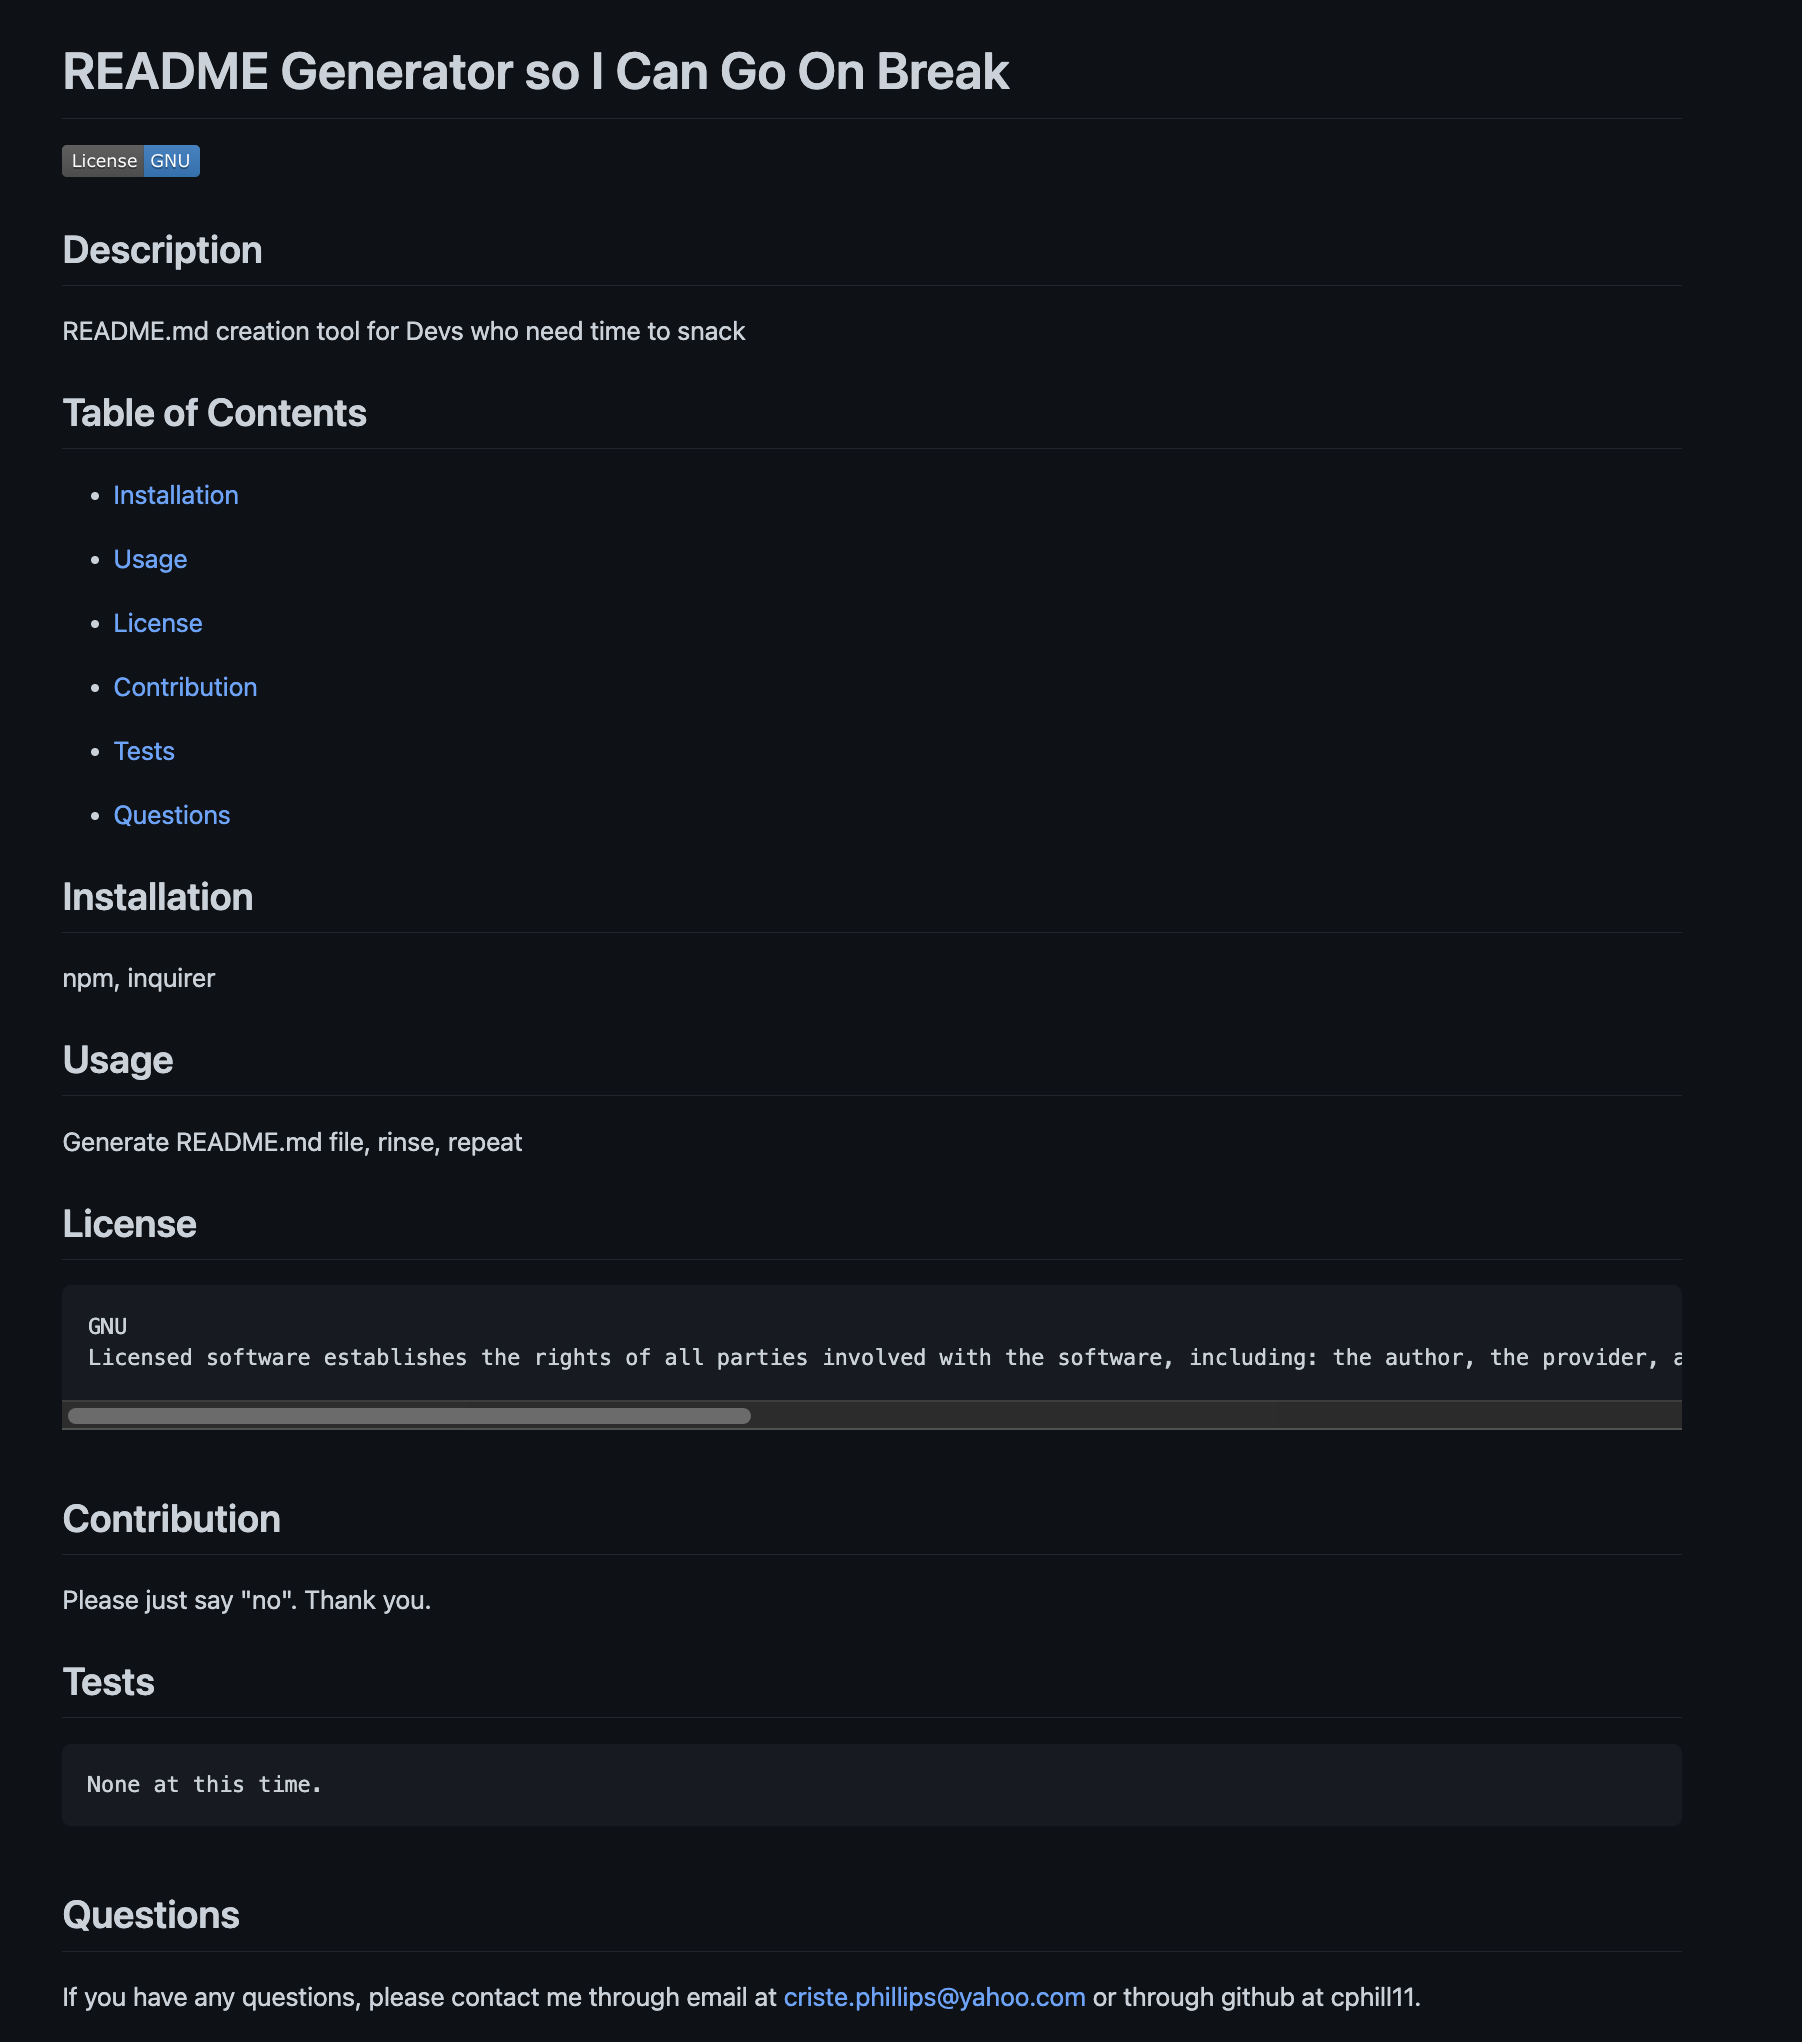 README Generator so I Can Go On Break
License GNU
Description
README.md creation tool for Devs who need time to snack
Table of Contents
Installation
Usage
License
Contribution
Tests
Questions
Installation
npm, inquirer
Usage
Generate README.md file, rinse, repeat
License
GNU
Licensed software establishes the rights of all parties involved with the software, including: the author, the provider, a
Contribution
Please just say "no". Thank you.
Tests
None at this time.
Questions
If you have any questions, please contact me through email at criste.phillips@yahoo.com or through github at cphill11.